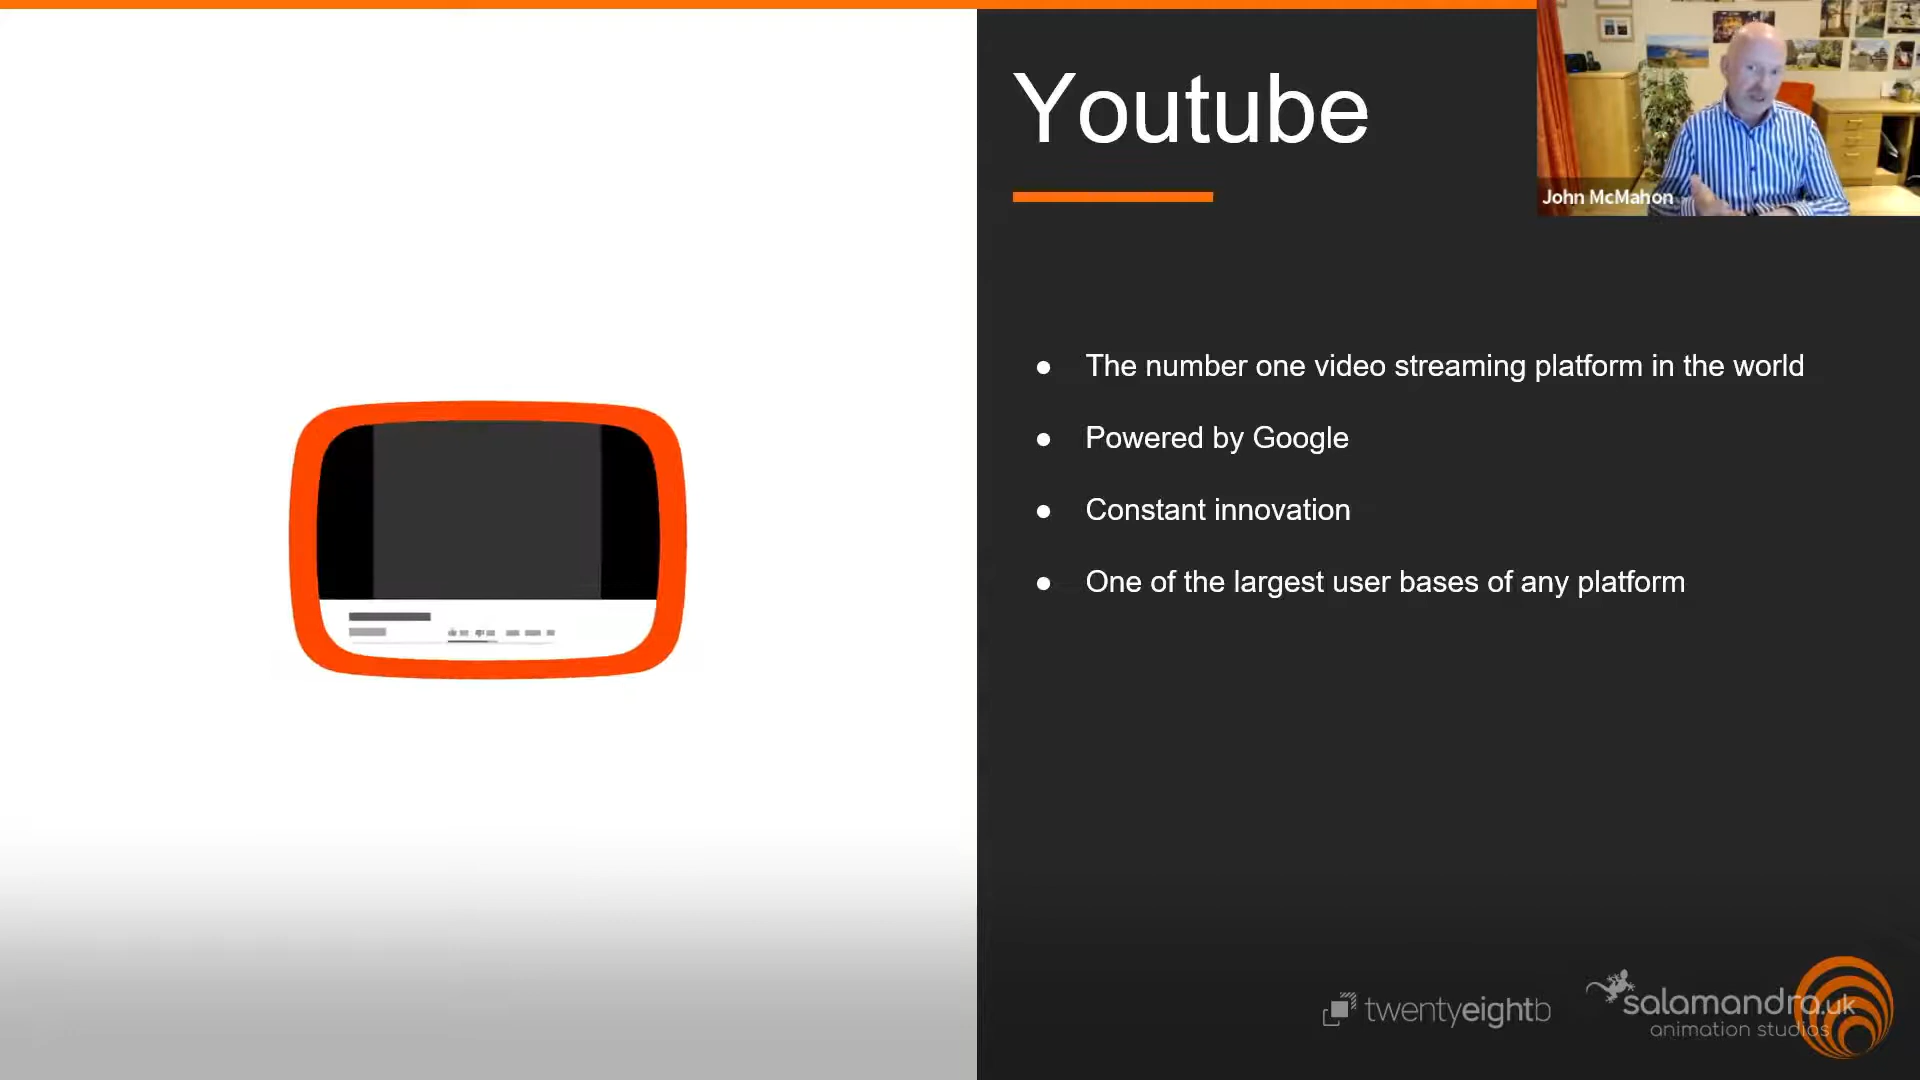 Youtube
John McMahon
● The number one video streaming platform in the world
● Powered by Google
● Constant innovation
● One of the largest user bases of any platform
twentyeightb
salamandra.uk
animation studios